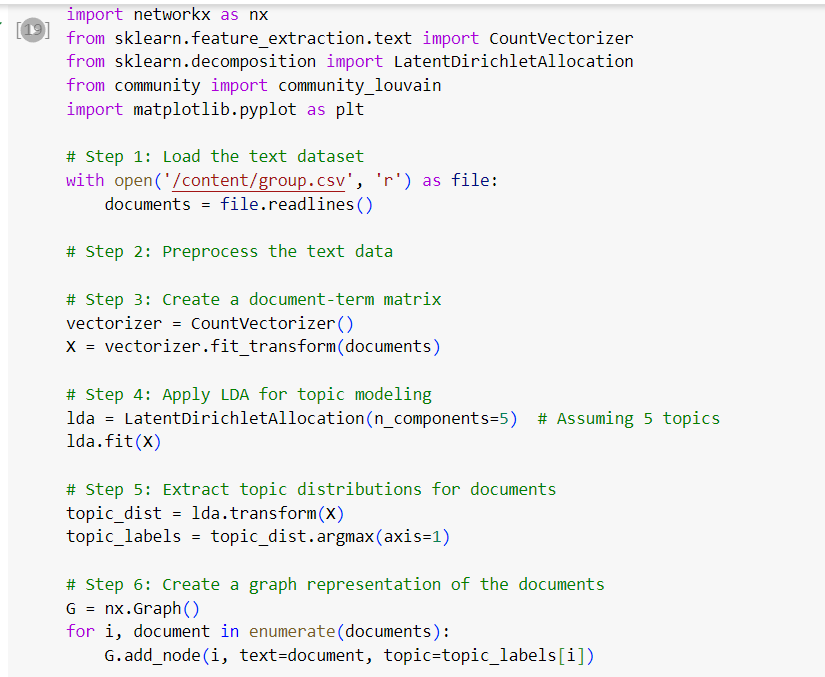 [19]
import networkx as nx
from sklearn.feature_extraction.text import CountVectorizer
from sklearn.decomposition import LatentDirichletAllocation
from community import community_louvain
import matplotlib.pyplot as plt
# Step 1: Load the text dataset
with open('/content/group.csv', 'r') as file:
    documents = file.readlines()
# Step 2: Preprocess the text data
# Step 3: Create a document-term matrix
vectorizer = CountVectorizer()
X = vectorizer.fit_transform(documents)
# Step 4: Apply LDA for topic modeling
lda = LatentDirichletAllocation(n_components=5)  # Assuming 5 topics
lda.fit(X)
# Step 5: Extract topic distributions for documents
topic_dist = lda.transform(X)
topic_labels = topic_dist.argmax(axis=1)
# Step 6: Create a graph representation of the documents
G = nx.Graph()
for i, document in enumerate(documents):
    G.add_node(i, text=document, topic=topic_labels[i])